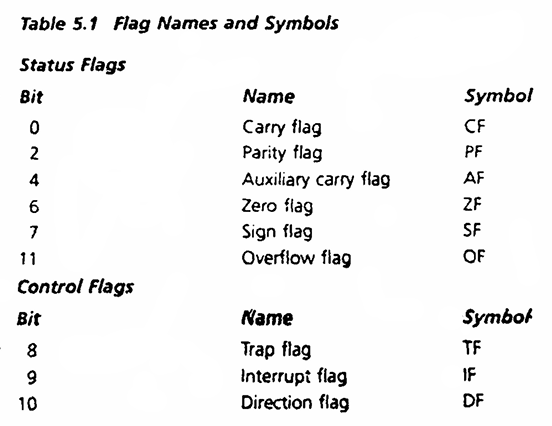 Table 5.1 Flag Names and Symbols
Status Flags
Bit Name Symbol
0 Carry flag CF
2 Parity flag PF
4 Auxiliary carry flag AF
6 Zero flag ZF
7 Sign flag SF
11 Overflow flag OF
Control Flags
Bit Name Symbol
8 Trap flag TF
9 Interrupt flag IF
10 Direction flag DF